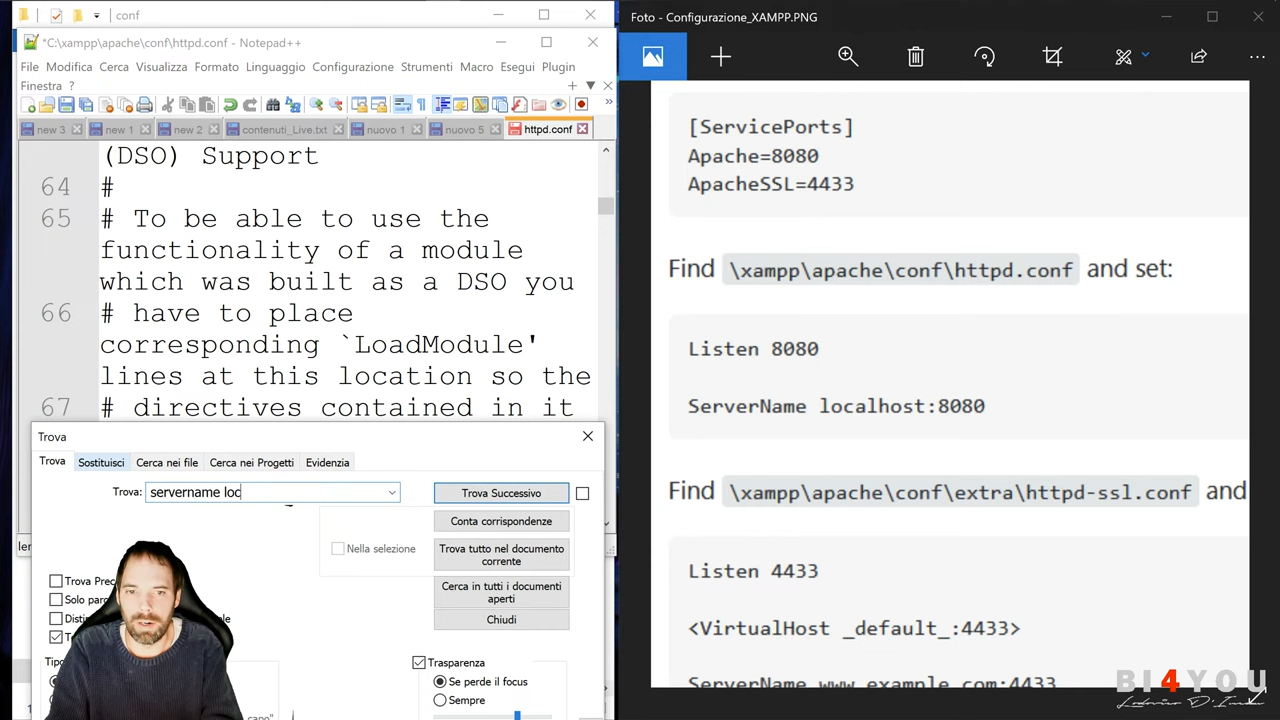 conf
*C:\xampp\apache\conf\httpd.conf - Notepad++
File Modifica Cerca Visualizza Formato Linguaggio Configurazione Strumenti Macro Esegui Plugin
Finestra ?
new 3 new 1 new 2 contenuti_Live.txt nuovo 1 nuovo 5 httpd.conf
(DSO) Support
64 #
65 # To be able to use the
functionality of a module
which was built as a DSO you
66 # have to place
corresponding `LoadModule'
lines at this location so the
67 # directives contained in it
Trova
Trova Sostituisci Cerca nei file Cerca nei Progetti Evidenzia
Trova: servername loc
Trova Successivo
Conta corrispondenze
Nella selezione
Trova tutto nel documento
corrente
Cerca in tutti i documenti
aperti
Chiudi
Trasparenza
Se perde il focus
Sempre
Foto - Configurazione_XAMPP.PNG
[ServicePorts]
Apache=8080
ApacheSSL=4433
Find \xampp\apache\conf\httpd.conf and set:
Listen 8080
ServerName localhost:8080
Find \xampp\apache\conf\extra\httpd-ssl.conf and
Listen 4433
<VirtualHost _default_:4433>
ServerName www.example.com:4433
BI4YOU